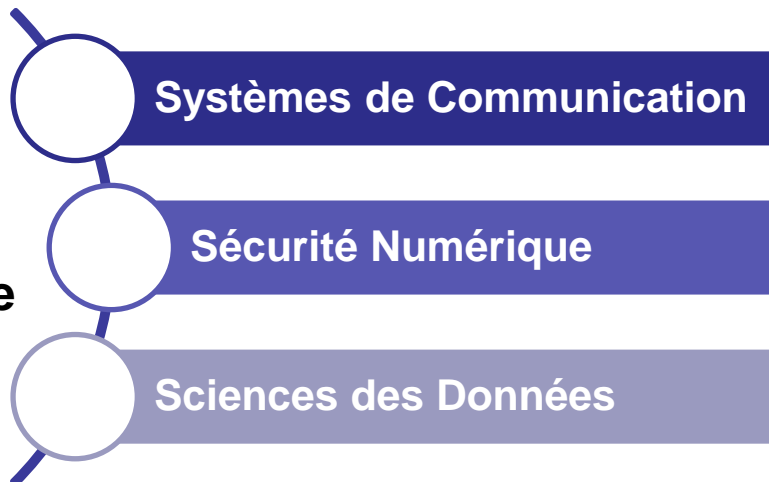 Systèmes de Communication
Sécurité Numérique
e
Sciences des Données